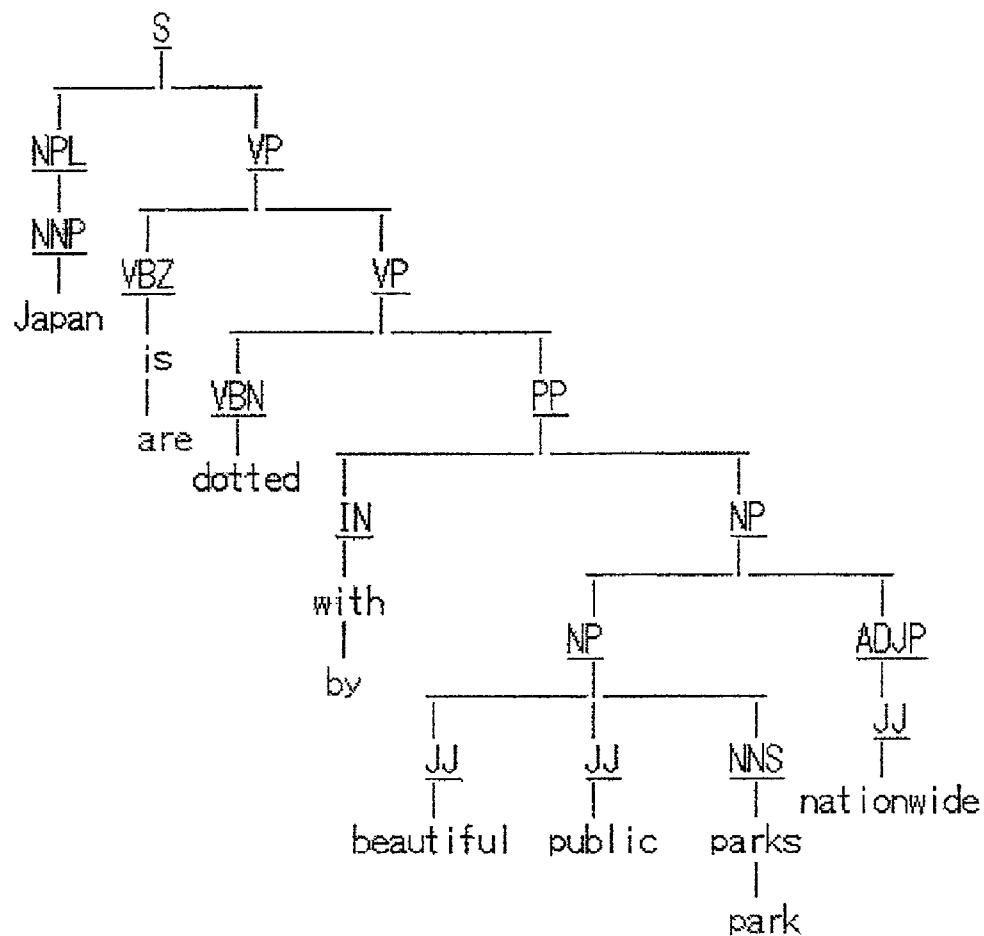 S
NPL VP
NNP
VBZ VP
Japan
is
VBN PP
are
dotted
IN NP
with
NP ADJP
by
JJ
JJ JJ NNS
nationwide
beautiful public parks
park